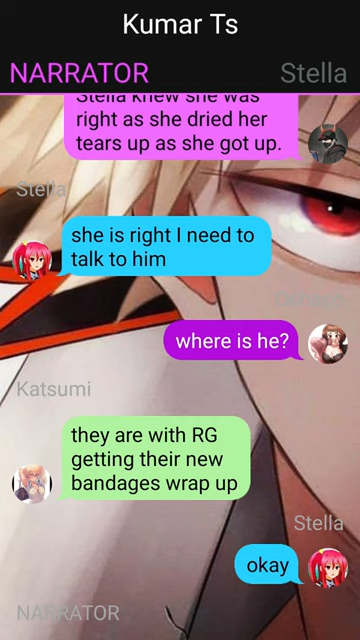 Kumar Ts
NARRATOR
Stella
Stella knew she was
right as she dried her
tears up as she got up.
Stella
she is right I need to
talk to him
where is he?
Katsumi
they are with RG
getting their new
bandages wrap up
Stella
okay
NARRATOR